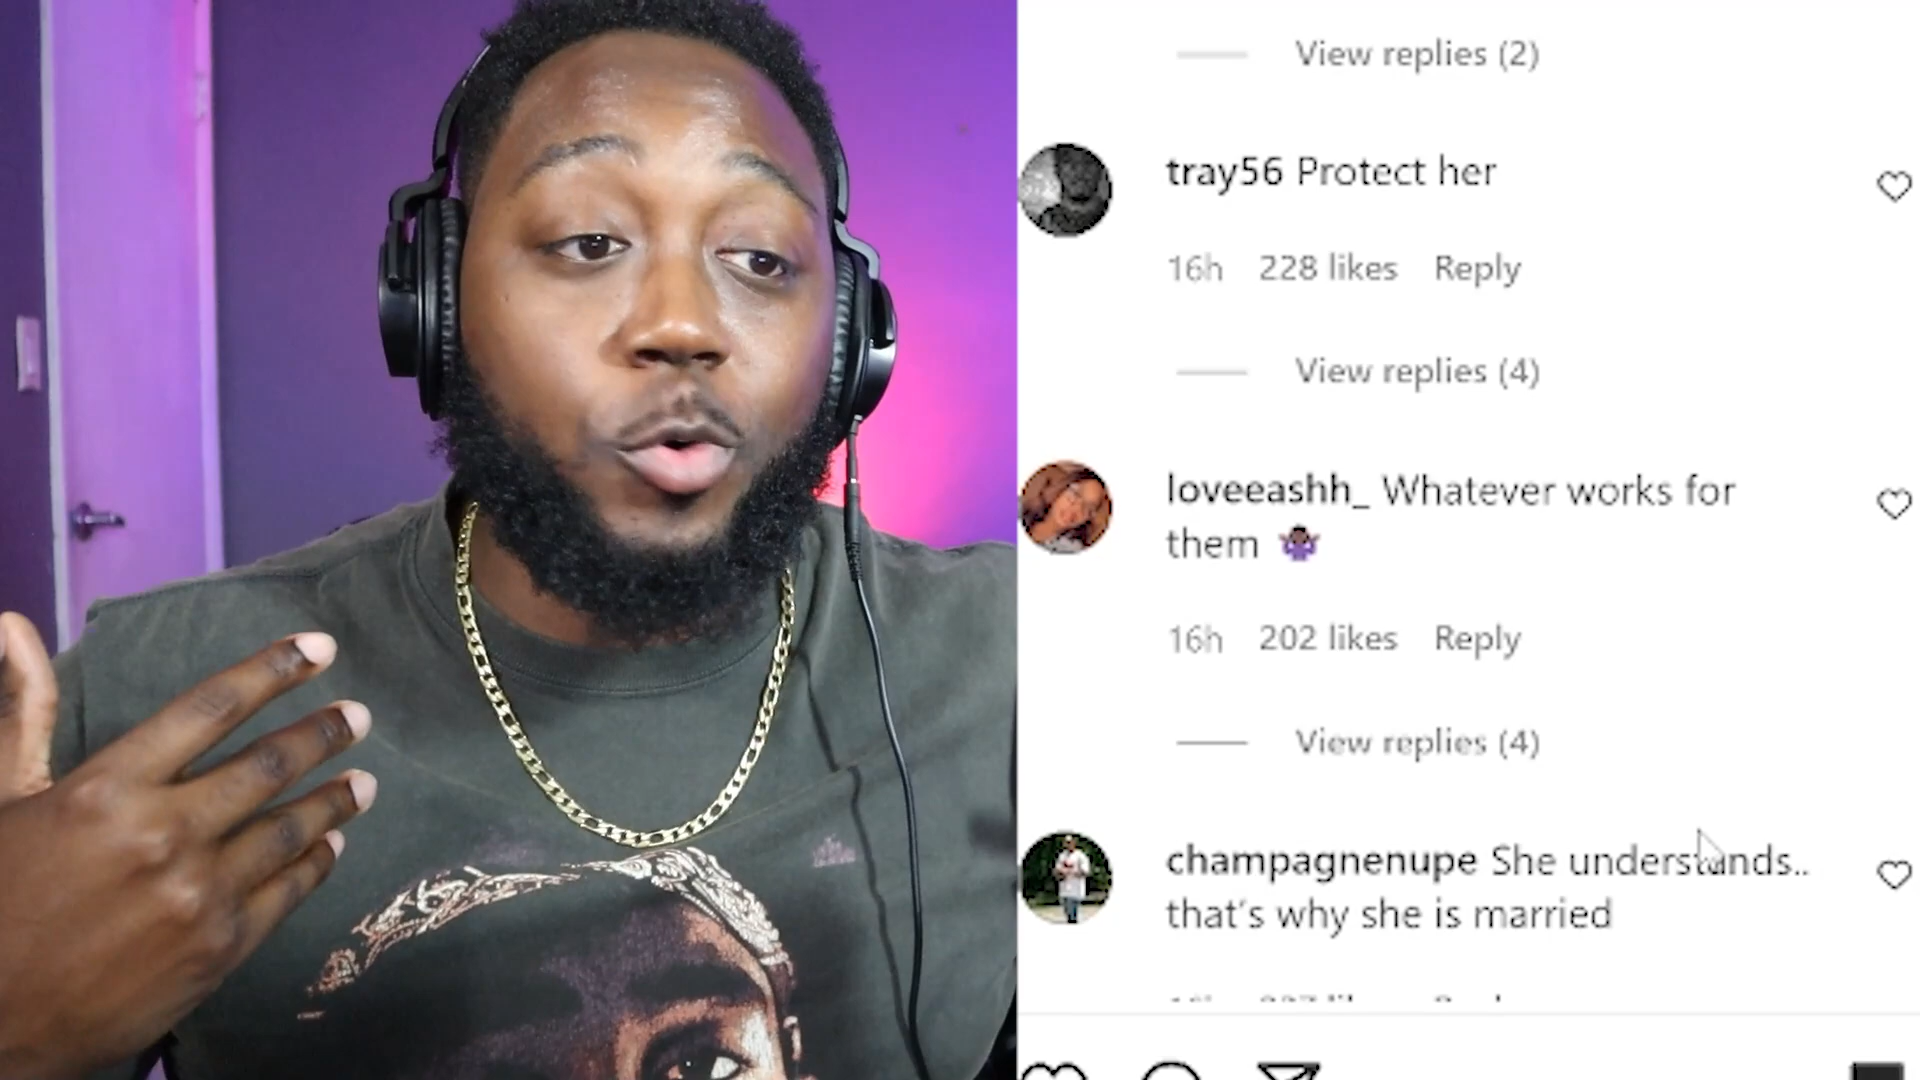 View replies (2)
tray56 Protect her
16h 228 likes Reply
View replies (4)
loveeashh_ Whatever works for
them
16h 202 likes Reply
View replies (4)
champagnenupe She understands..
that's why she is married